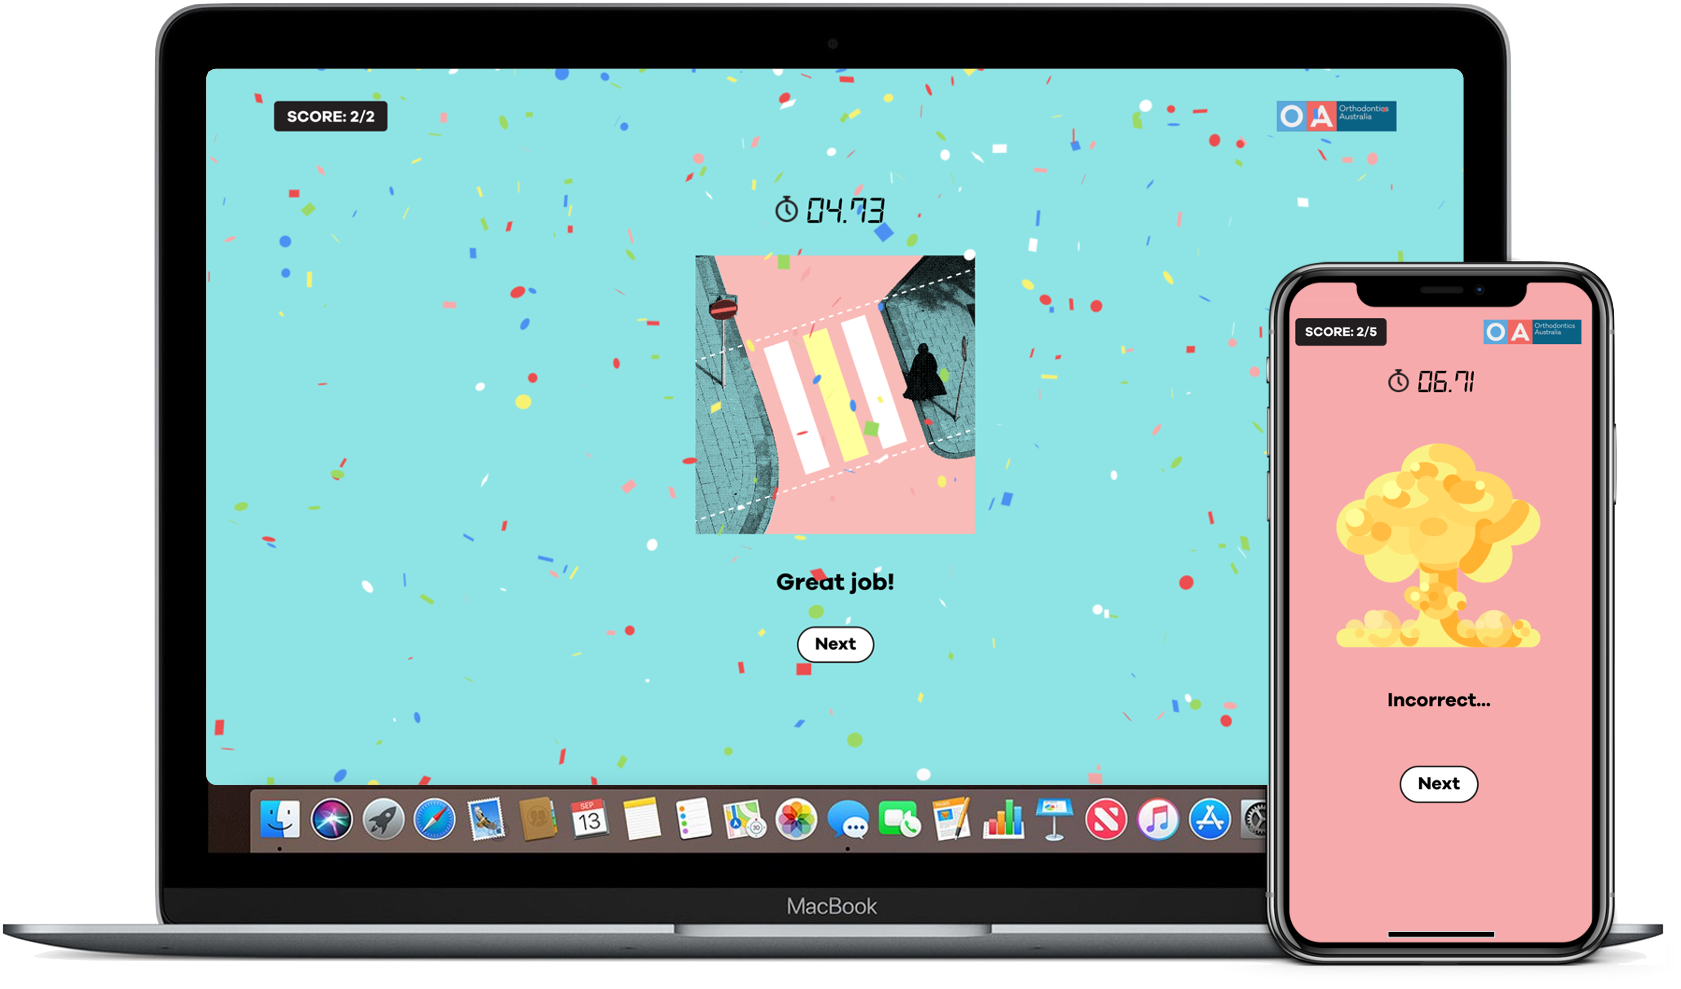 SCORE: 2/2
OA Orthodontics
Australia
04.73
Great job!
Next
SEP
13
MacBook
SCORE: 2/5
OA Orthodontics
Australia
06.71
Incorrect...
Next